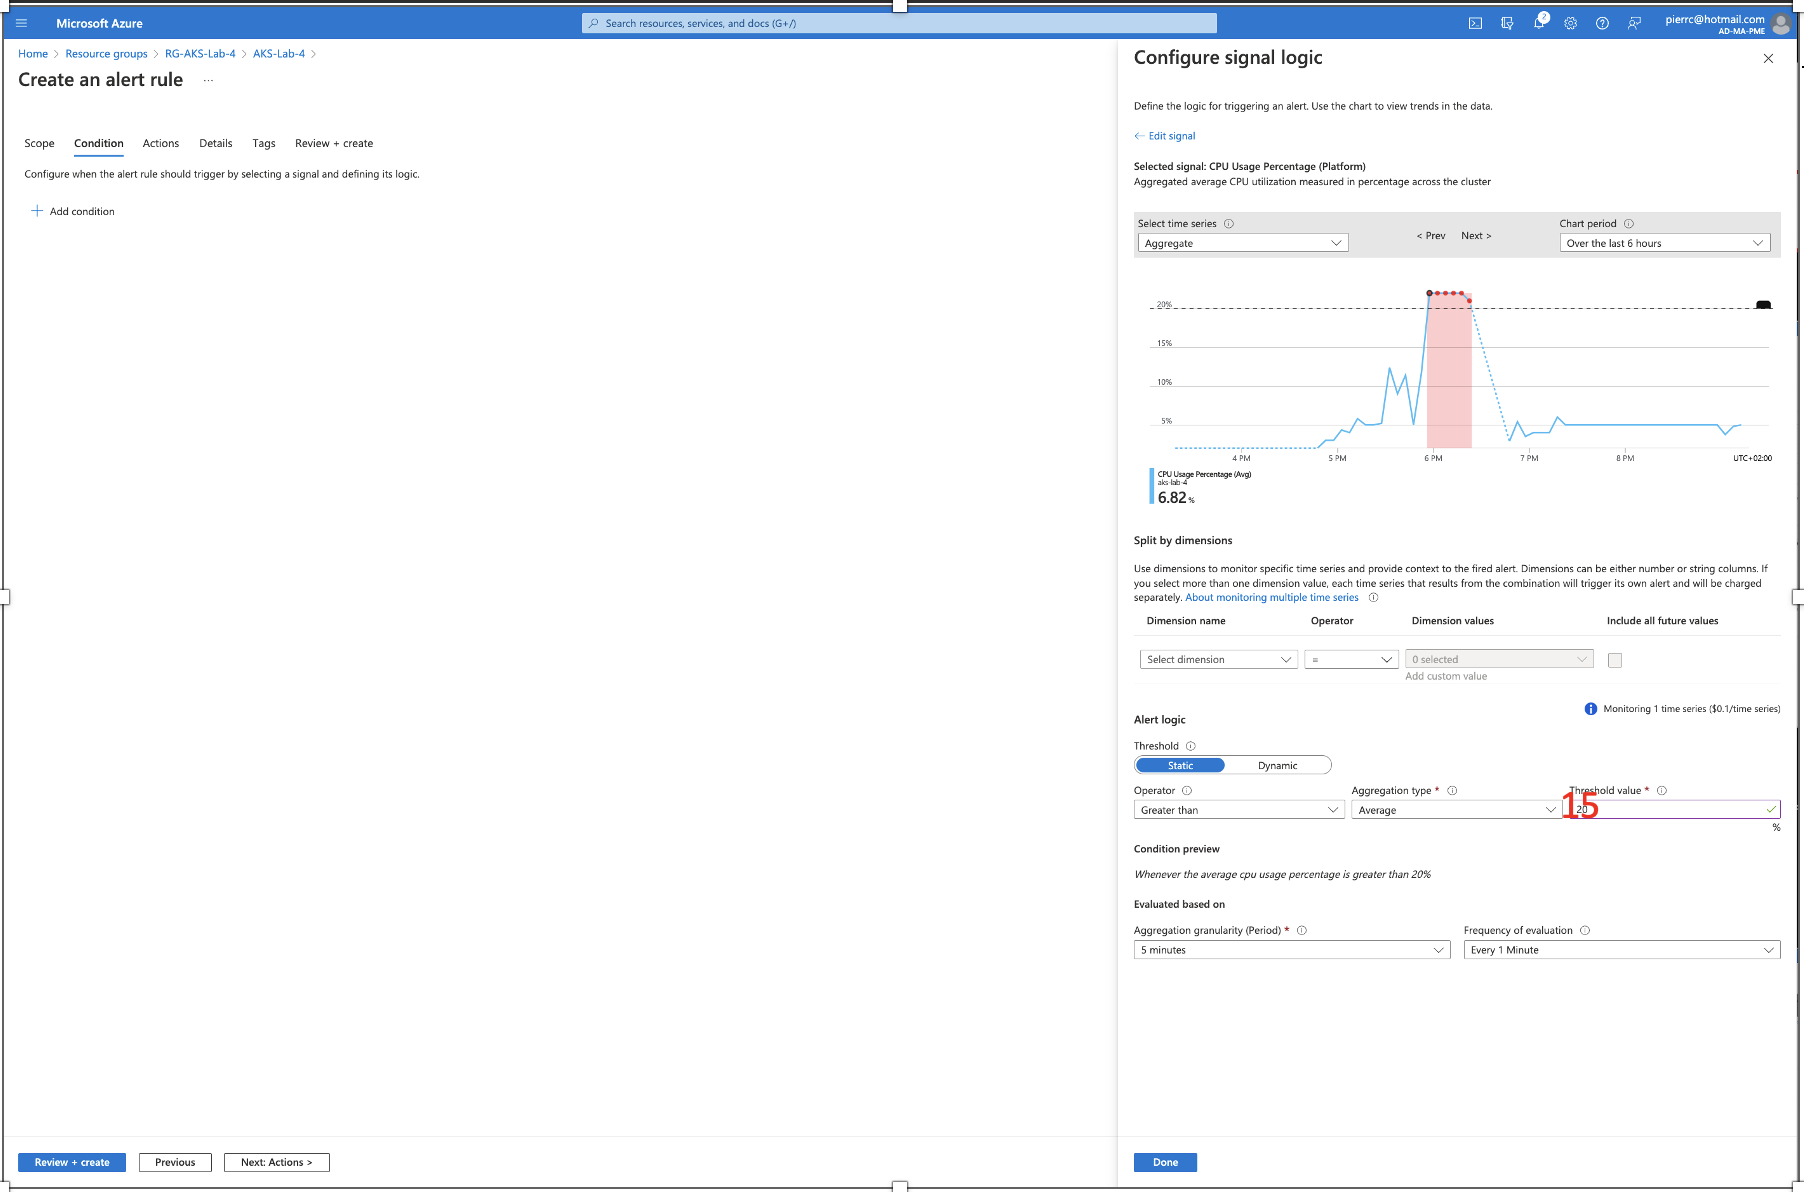 Microsoft Azure
Search resources, services, and docs (G+/)
2
pierrc@hotmail.com
AD-MA-PME
Home > Resource groups > RG-AKS-Lab-4 > AKS-Lab-4 >
Create an alert rule ...
Scope Condition Actions Details Tags Review + create
Configure when the alert rule should trigger by selecting a signal and defining its logic.
+ Add condition
Configure signal logic
Define the logic for triggering an alert. Use the chart to view trends in the data.
← Edit signal
Selected signal: CPU Usage Percentage (Platform)
Aggregated average CPU utilization measured in percentage across the cluster
Select time series
Aggregate
< Prev Next >
Chart period
Over the last 6 hours
20%
15%
10%
5%
4 PM 5 PM 6 PM 7 PM 8 PM UTC+02:00
CPU Usage Percentage (Avg)
aks-lab-4
6.82 %
Split by dimensions
Use dimensions to monitor specific time series and provide context to the fired alert. Dimensions can be either number or string columns. If
you select more than one dimension value, each time series that results from the combination will trigger its own alert and will be charged
separately. About monitoring multiple time series
Dimension name Operator Dimension values Include all future values
Select dimension = 0 selected
Add custom value
Monitoring 1 time series ($0.1/time series)
Alert logic
Threshold
Static Dynamic
Operator Aggregation type * Threshold value *
Greater than Average 20
15
%
Condition preview
Whenever the average cpu usage percentage is greater than 20%
Evaluated based on
Aggregation granularity (Period) * Frequency of evaluation
5 minutes Every 1 Minute
Review + create Previous Next: Actions >
Done